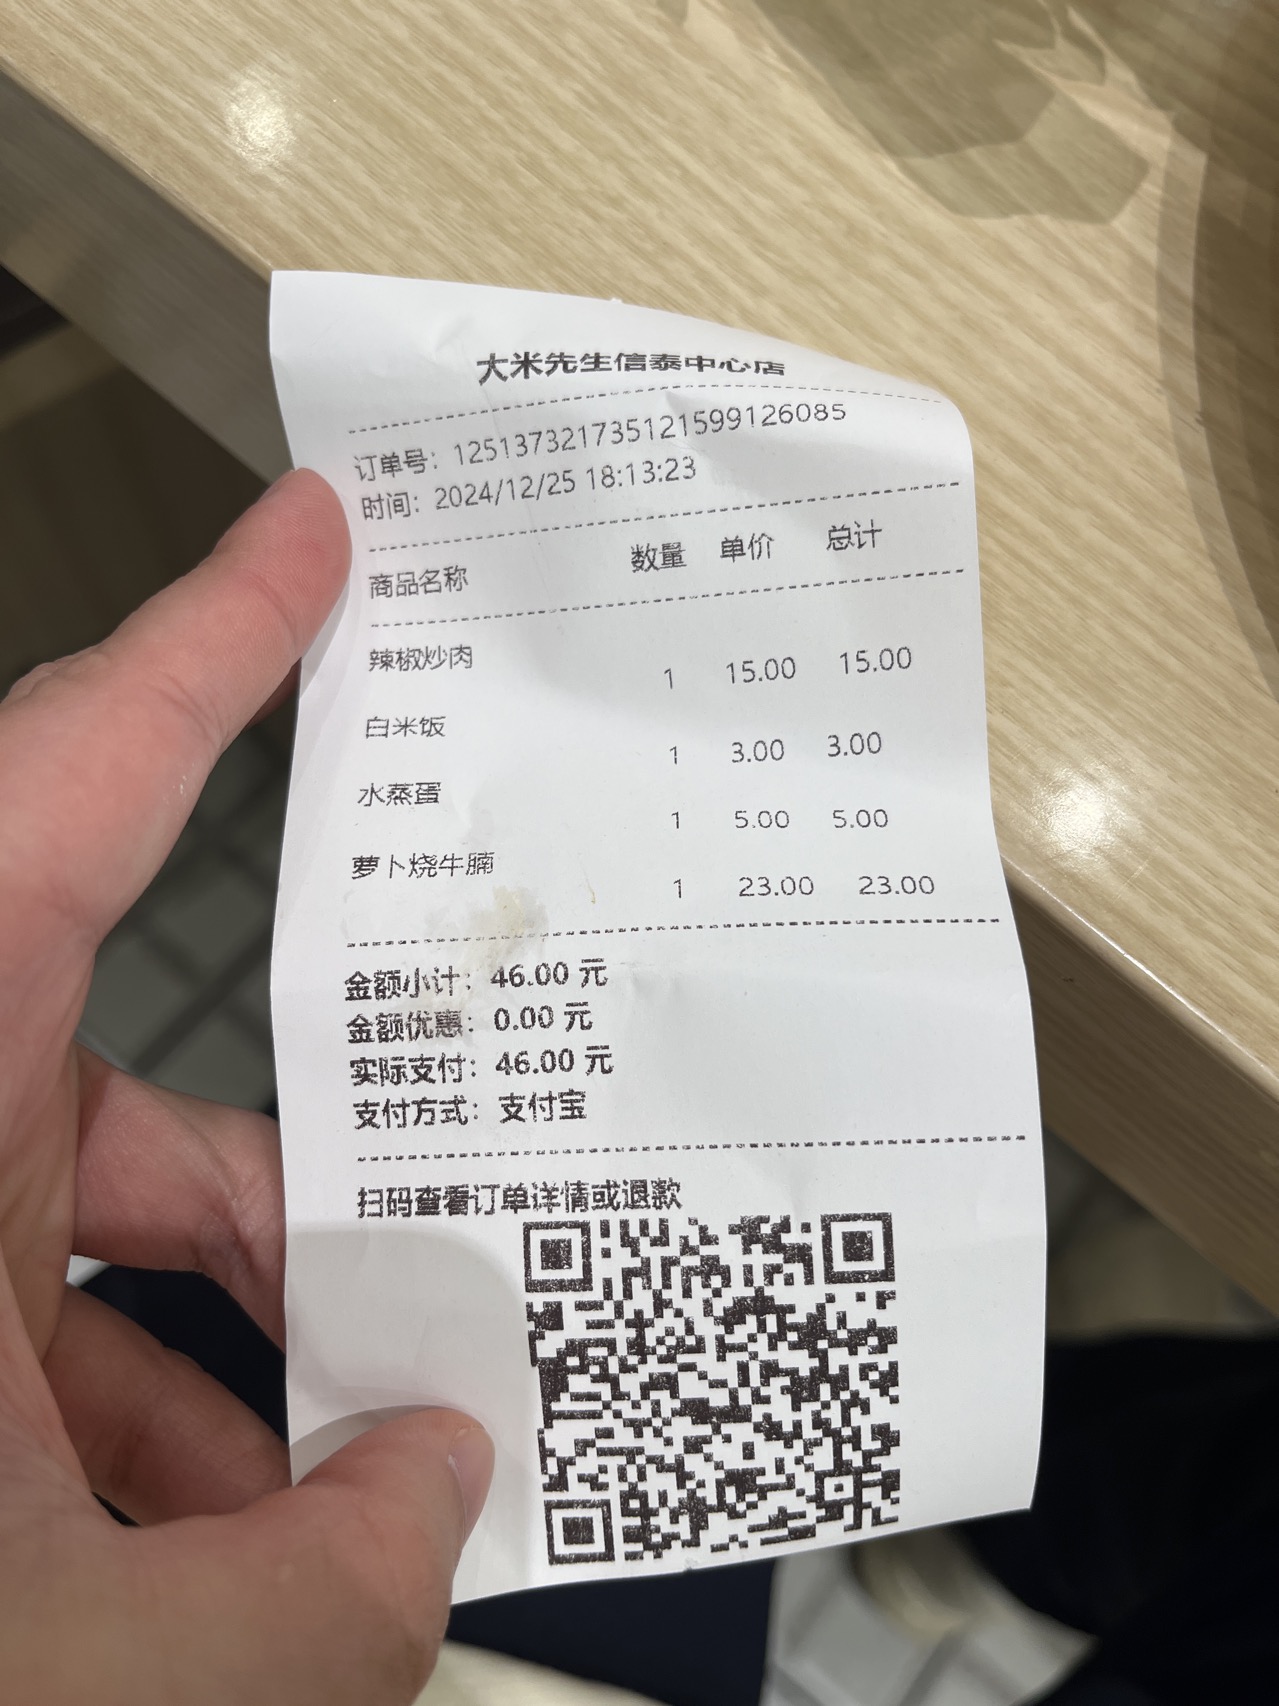 大米先生信泰中心店
订单号：1251373217351215991260​85
时间：2024/12/25 18:13:23
商品名称 数量 单价 总计
辣椒炒肉
1 15.00 15.00
白米饭
1 3.00 3.00
水蒸蛋
1 5.00 5.00
萝卜烧牛腩
1 23.00 23.00
金额小计：46.00 元
金额优惠：0.00 元
实际支付：46.00 元
支付方式：支付宝
扫码查看订单详情或退款